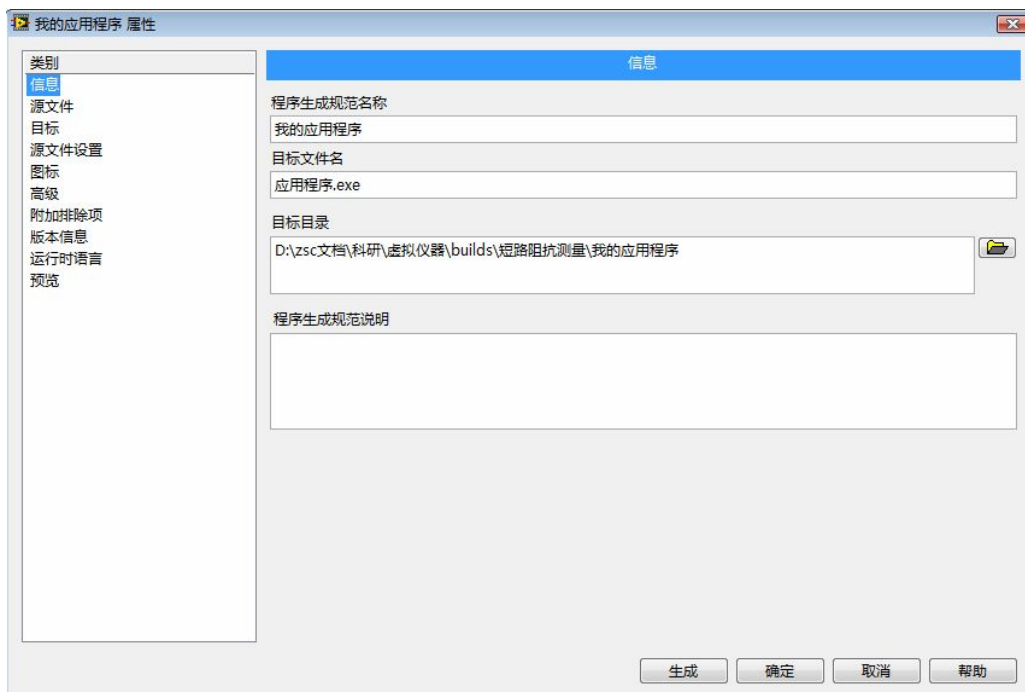 我的应用程序 属性
类别
信息
源文件
目标
源文件设置
图标
高级
附加排除项
版本信息
运行时语言
预览
信息
程序生成规范名称
我的应用程序
目标文件名
应用程序.exe
目标目录
D:\zsc文档\科研\虚拟仪器\builds\短路阻抗测量\我的应用程序
程序生成规范说明
生成
确定
取消
帮助